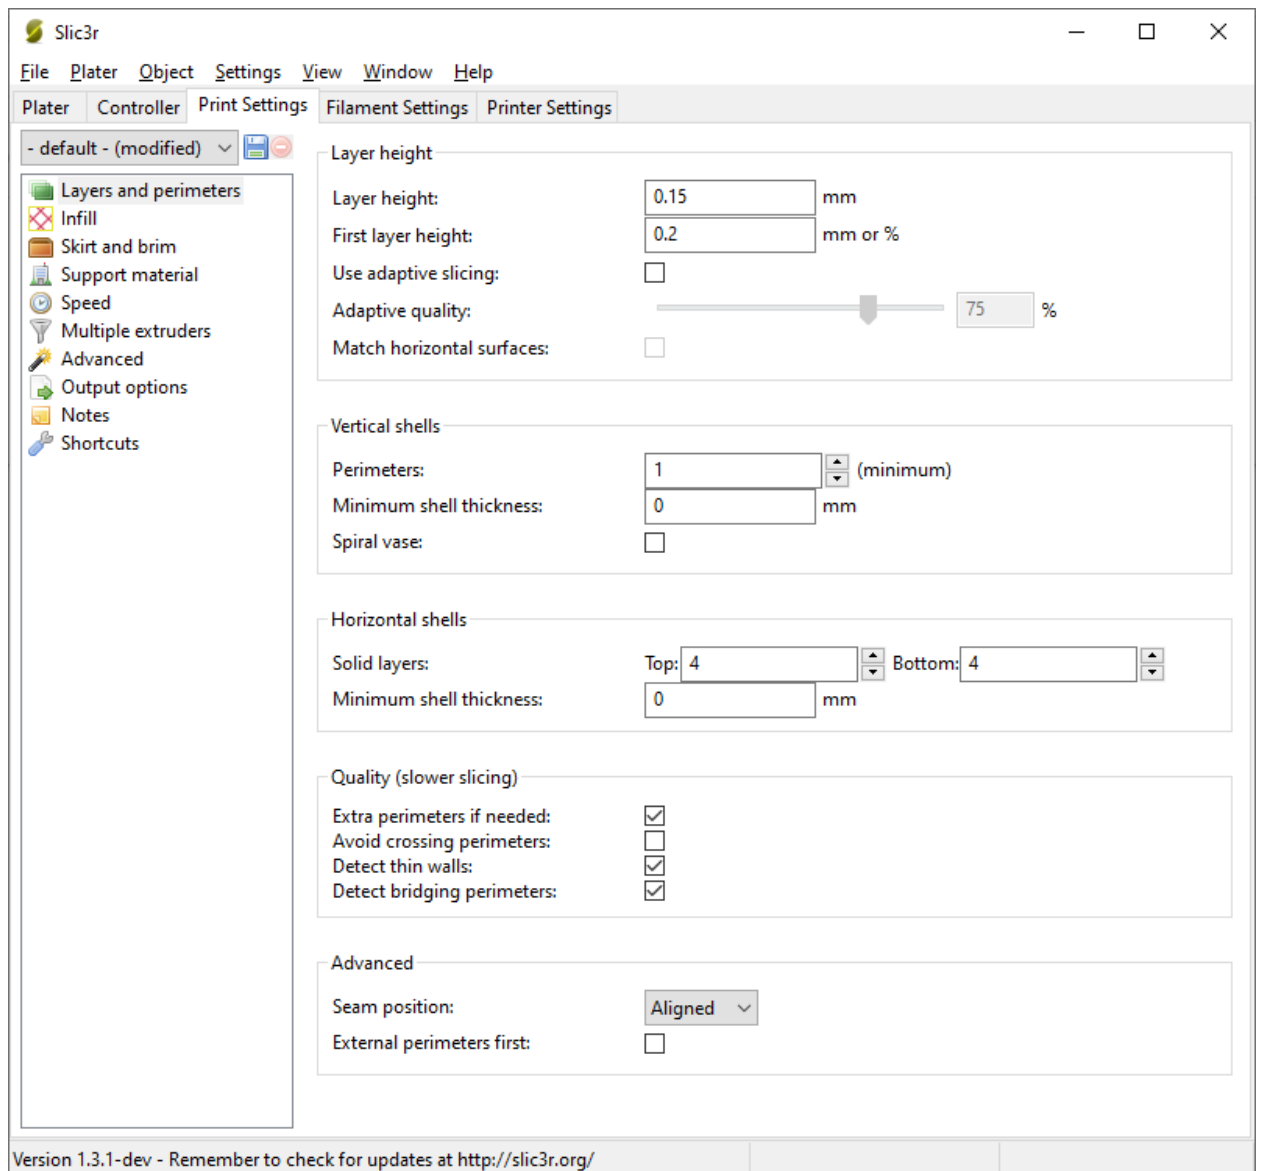 Slic3r
File Plater Object Settings View Window Help
Plater Controller Print Settings Filament Settings Printer Settings
- default - (modified)
Layers and perimeters
Infill
Skirt and brim
Support material
Speed
Multiple extruders
Advanced
Output options
Notes
Shortcuts
Layer height
Layer height: 0.15 mm
First layer height: 0.2 mm or %
Use adaptive slicing:
Adaptive quality: 75 %
Match horizontal surfaces:
Vertical shells
Perimeters: 1 (minimum)
Minimum shell thickness: 0 mm
Spiral vase:
Horizontal shells
Solid layers: Top: 4 Bottom: 4
Minimum shell thickness: 0 mm
Quality (slower slicing)
Extra perimeters if needed:
Avoid crossing perimeters:
Detect thin walls:
Detect bridging perimeters:
Advanced
Seam position: Aligned
External perimeters first:
Version 1.3.1-dev - Remember to check for updates at http://slic3r.org/